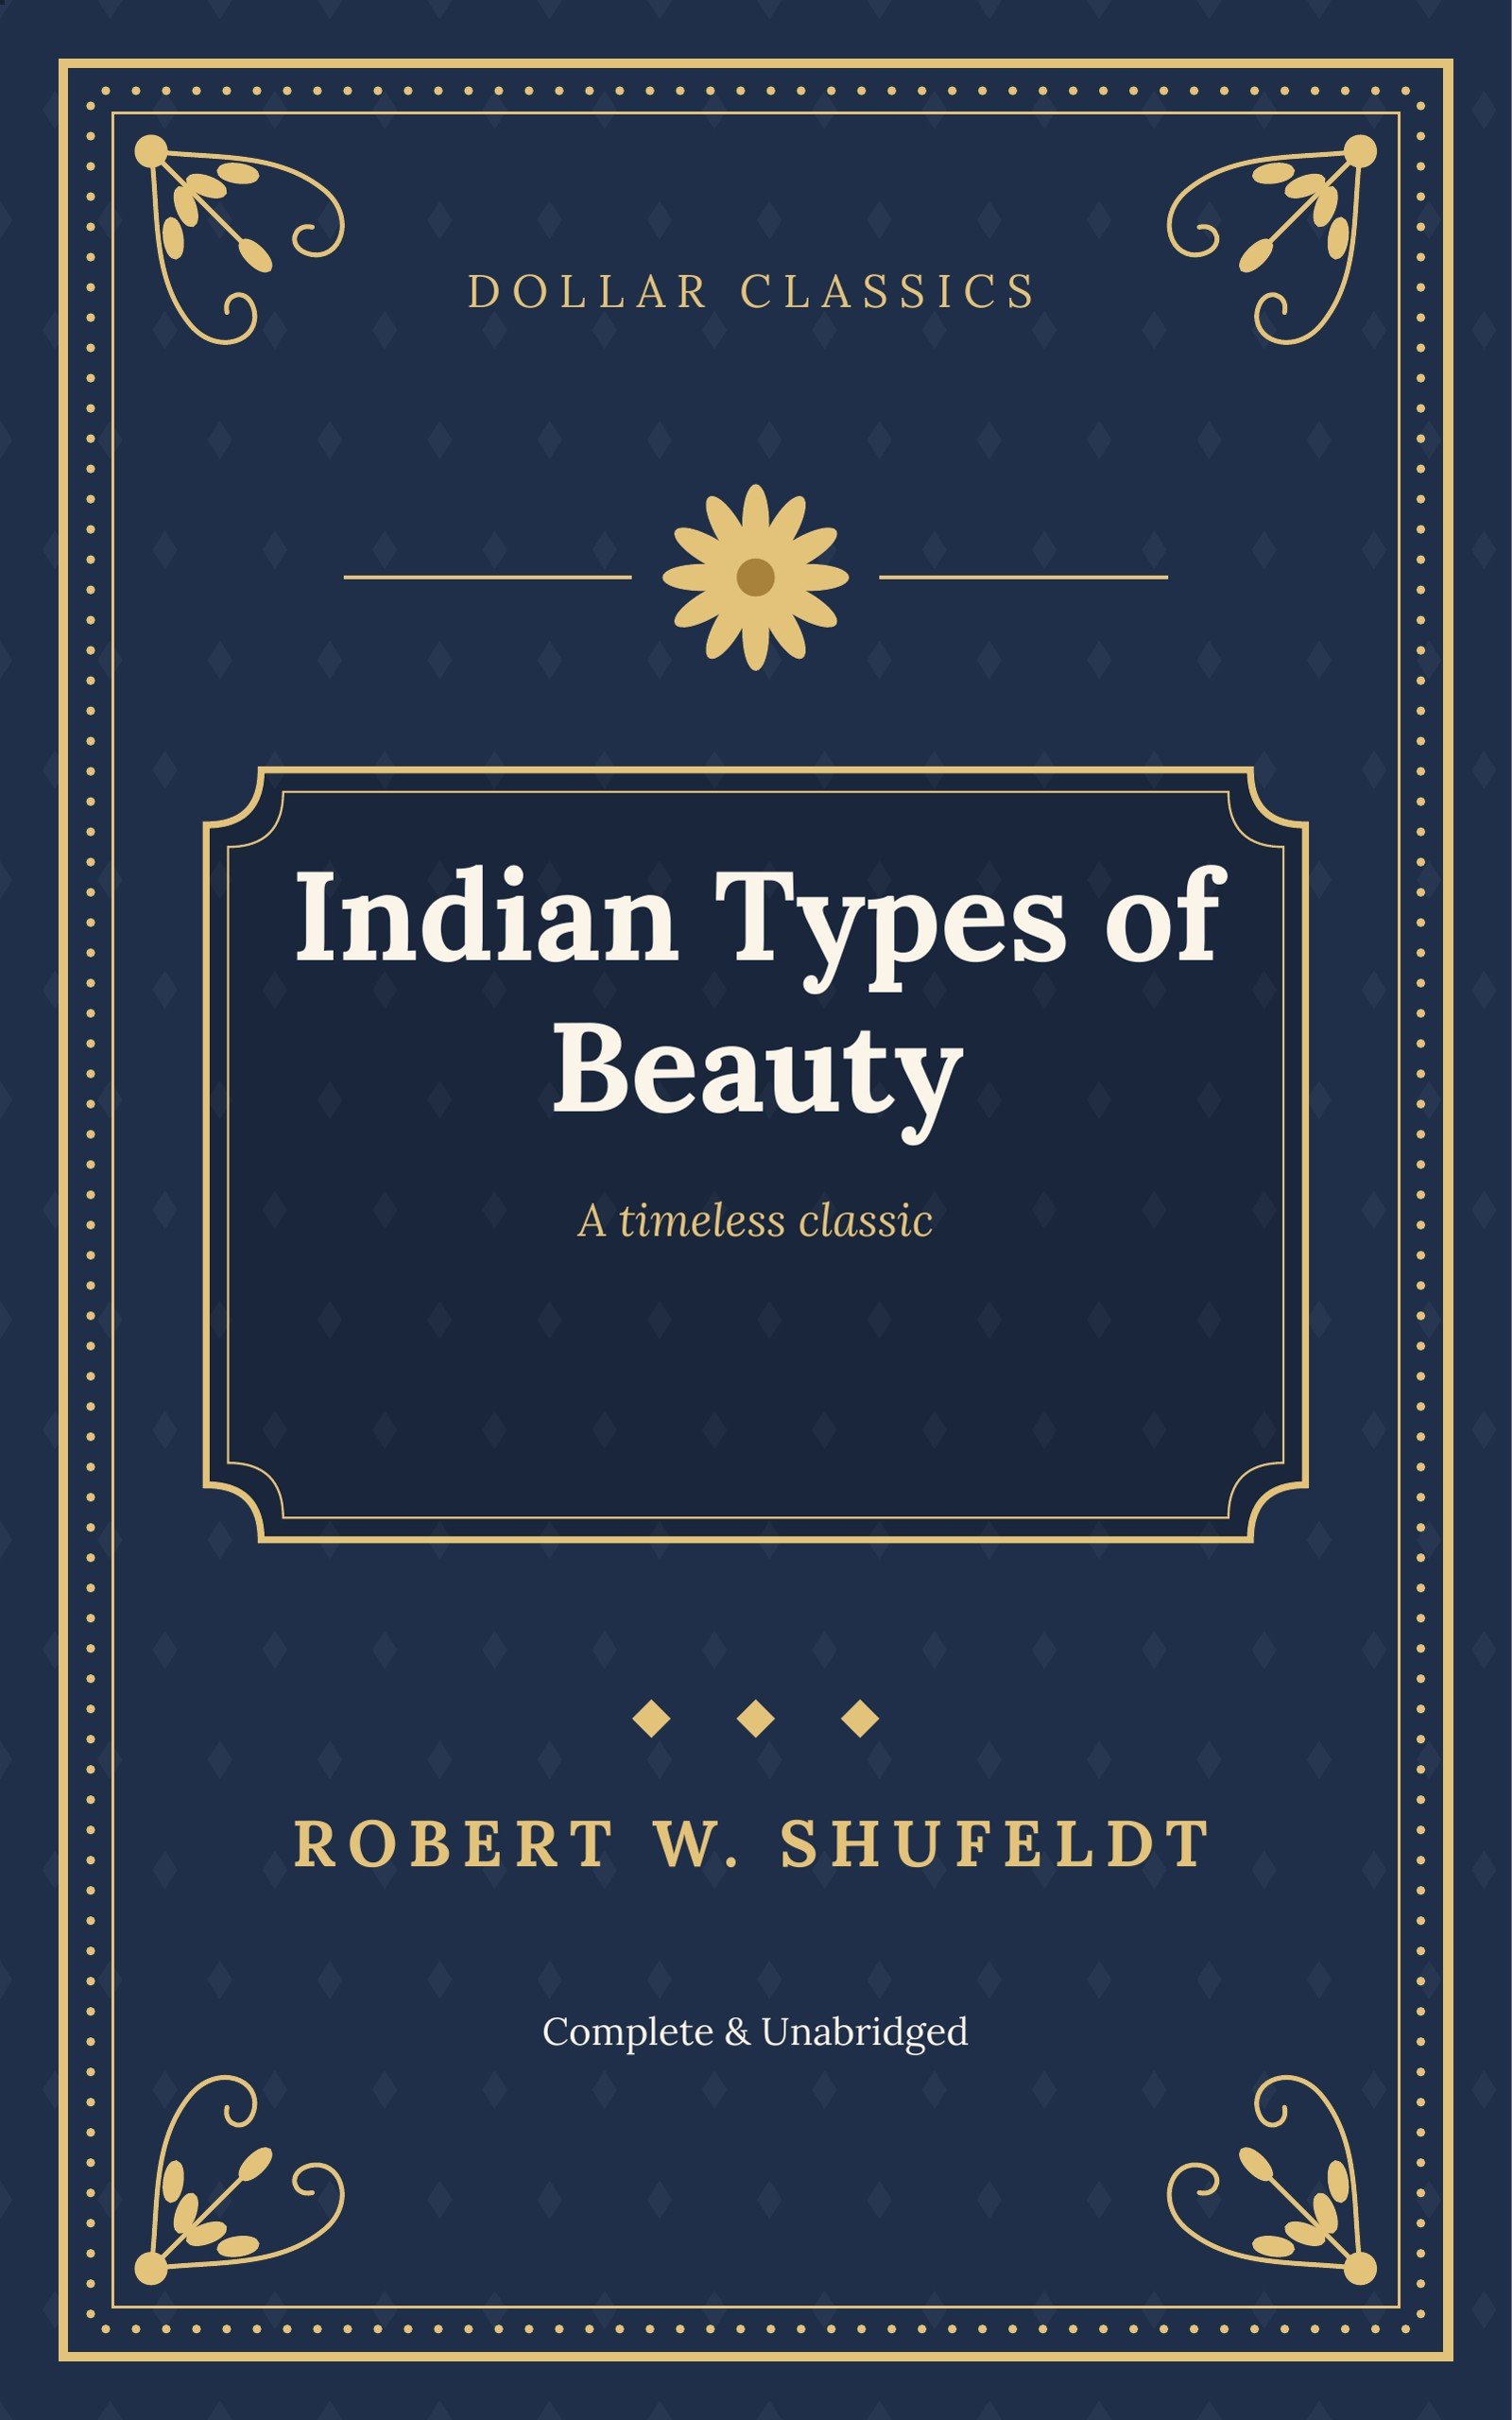 DOLLAR CLASSICS
Indian Types of
Beauty
A timeless classic
ROBERT W. SHUFELDT
Complete & Unabridged